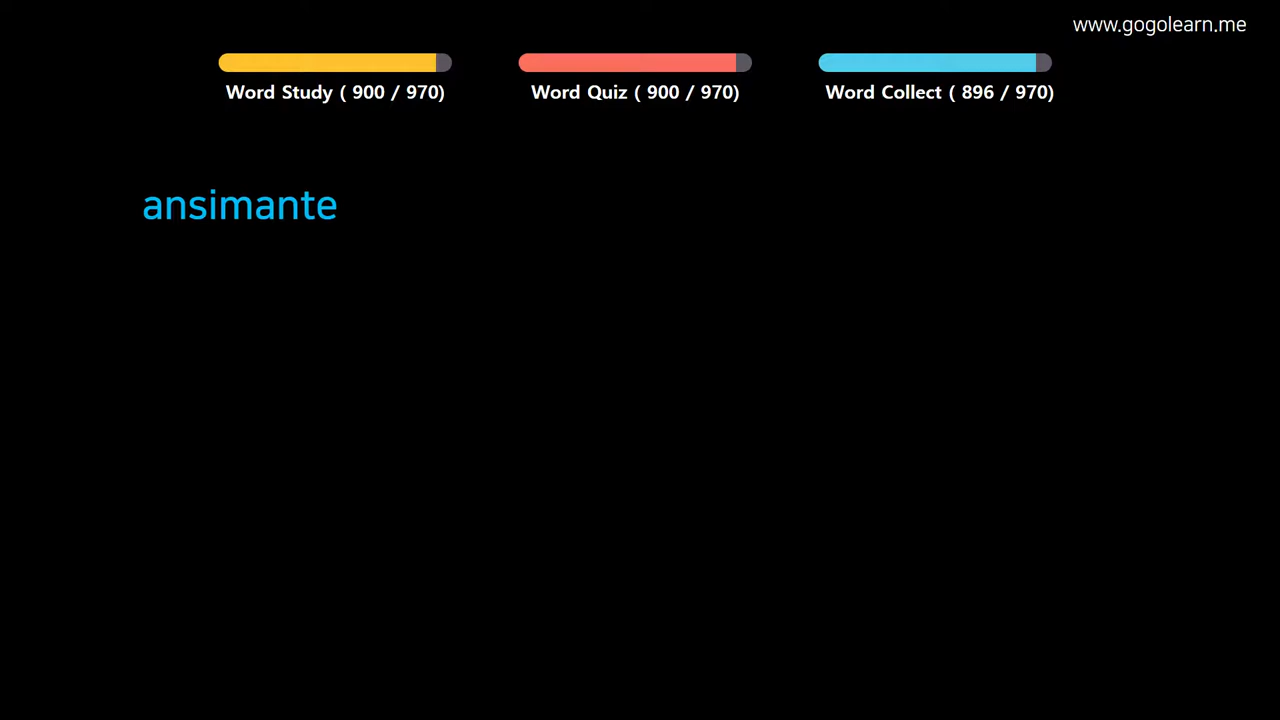 www.gogolearn.me
Word Study ( 900 / 970)
Word Quiz ( 900 / 970)
Word Collect ( 896 / 970)
ansimante